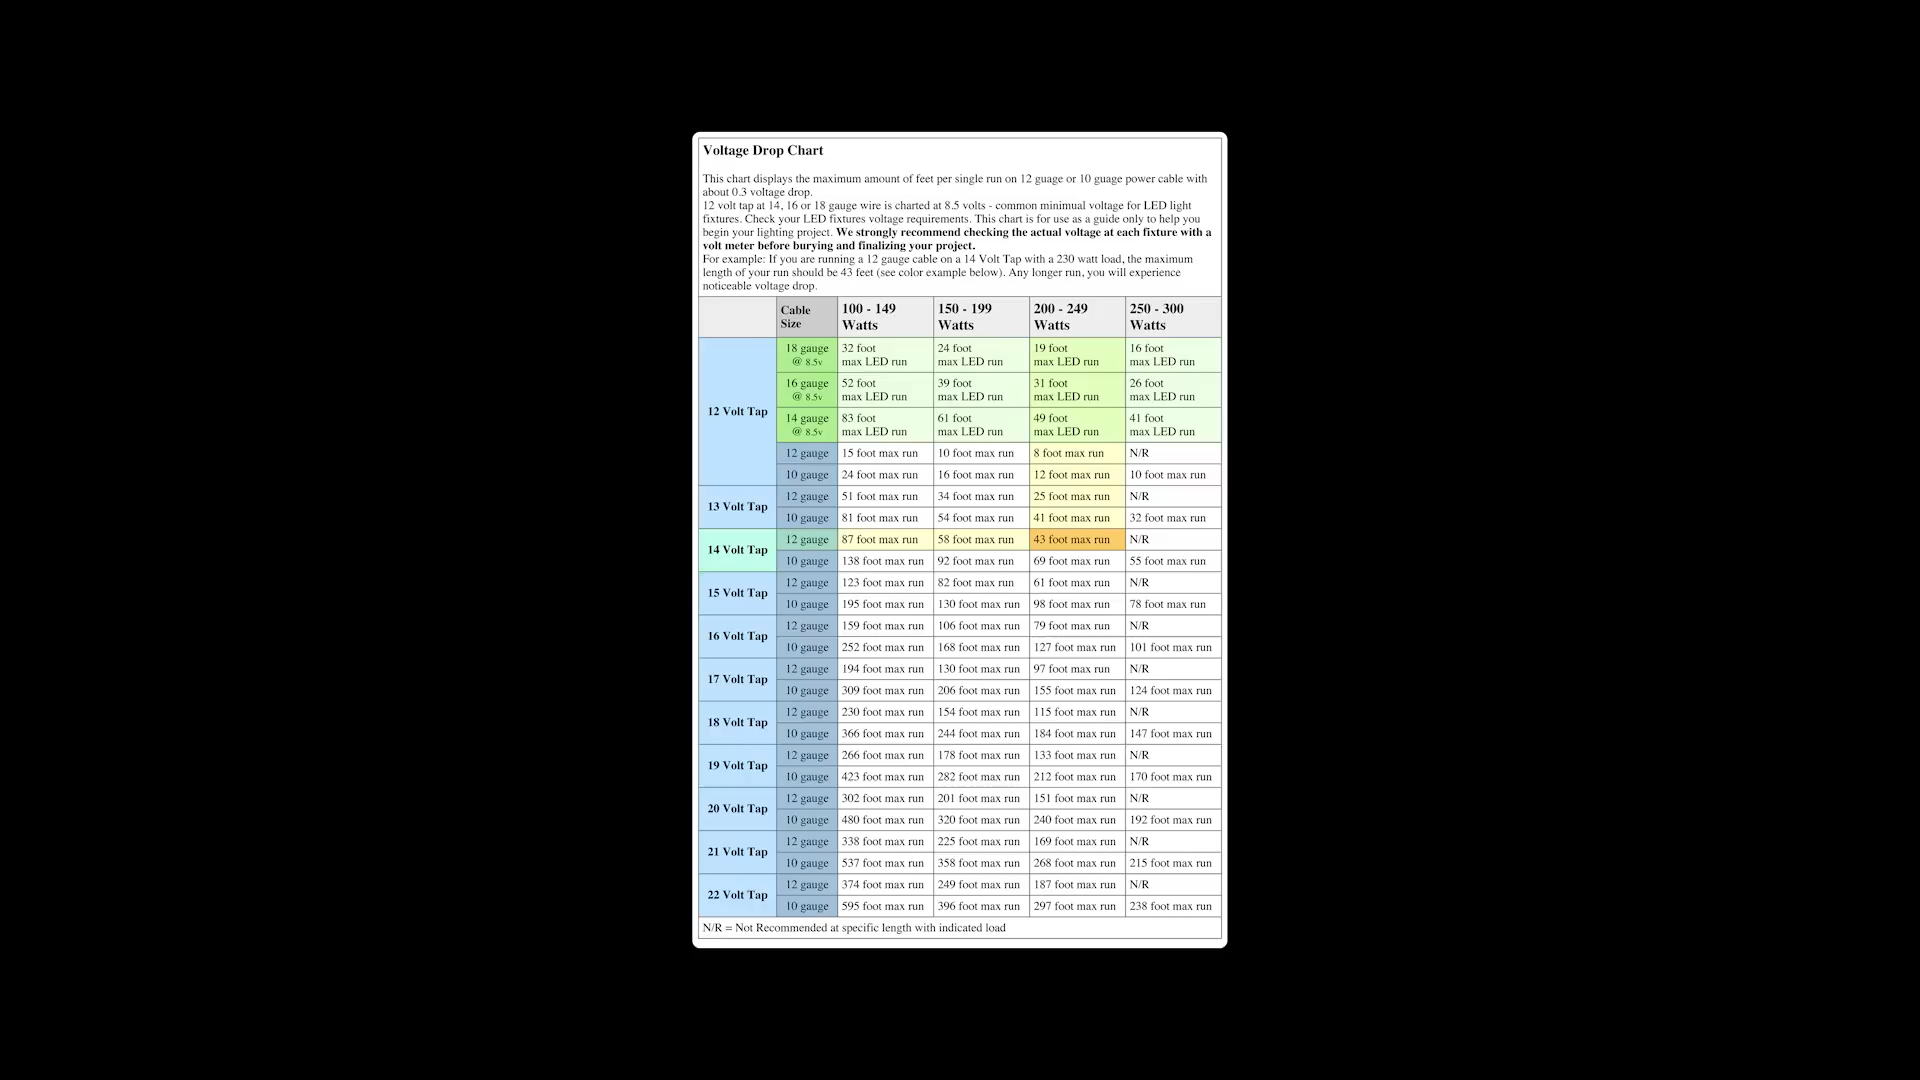 Voltage Drop Chart
This chart displays the maximum amount of feet per single run on 12 guage or 10 guage power cable with
about 0.3 voltage drop.
12 volt tap at 14, 16 or 18 gauge wire is charted at 8.5 volts - common minimual voltage for LED light
fixtures. Check your LED fixtures voltage requirements. This chart is for use as a guide only to help you
begin your lighting project. We strongly recommend checking the actual voltage at each fixture with a
volt meter before burying and finalizing your project.
For example: If you are running a 12 gauge cable on a 14 Volt Tap with a 230 watt load, the maximum
length of your run should be 43 feet (see color example below). Any longer run, you will experience
noticeable voltage drop.
Cable Size 100 - 149 Watts 150 - 199 Watts 200 - 249 Watts 250 - 300 Watts
12 Volt Tap
18 gauge @ 8.5v 32 foot max LED run 24 foot max LED run 19 foot max LED run 16 foot max LED run
16 gauge @ 8.5v 52 foot max LED run 39 foot max LED run 31 foot max LED run 26 foot max LED run
14 gauge @ 8.5v 83 foot max LED run 61 foot max LED run 49 foot max LED run 41 foot max LED run
12 gauge 15 foot max run 10 foot max run 8 foot max run N/R
10 gauge 24 foot max run 16 foot max run 12 foot max run 10 foot max run
13 Volt Tap
12 gauge 51 foot max run 34 foot max run 25 foot max run N/R
10 gauge 81 foot max run 54 foot max run 41 foot max run 32 foot max run
14 Volt Tap
12 gauge 87 foot max run 58 foot max run 43 foot max run N/R
10 gauge 138 foot max run 92 foot max run 69 foot max run 55 foot max run
15 Volt Tap
12 gauge 123 foot max run 82 foot max run 61 foot max run N/R
10 gauge 195 foot max run 130 foot max run 98 foot max run 78 foot max run
16 Volt Tap
12 gauge 159 foot max run 106 foot max run 79 foot max run N/R
10 gauge 252 foot max run 168 foot max run 127 foot max run 101 foot max run
17 Volt Tap
12 gauge 194 foot max run 130 foot max run 97 foot max run N/R
10 gauge 309 foot max run 206 foot max run 155 foot max run 124 foot max run
18 Volt Tap
12 gauge 230 foot max run 154 foot max run 115 foot max run N/R
10 gauge 366 foot max run 244 foot max run 184 foot max run 147 foot max run
19 Volt Tap
12 gauge 266 foot max run 178 foot max run 133 foot max run N/R
10 gauge 423 foot max run 282 foot max run 212 foot max run 170 foot max run
20 Volt Tap
12 gauge 302 foot max run 201 foot max run 151 foot max run N/R
10 gauge 480 foot max run 320 foot max run 240 foot max run 192 foot max run
21 Volt Tap
12 gauge 338 foot max run 225 foot max run 169 foot max run N/R
10 gauge 537 foot max run 358 foot max run 268 foot max run 215 foot max run
22 Volt Tap
12 gauge 374 foot max run 249 foot max run 187 foot max run N/R
10 gauge 595 foot max run 396 foot max run 297 foot max run 238 foot max run
N/R = Not Recommended at specific length with indicated load